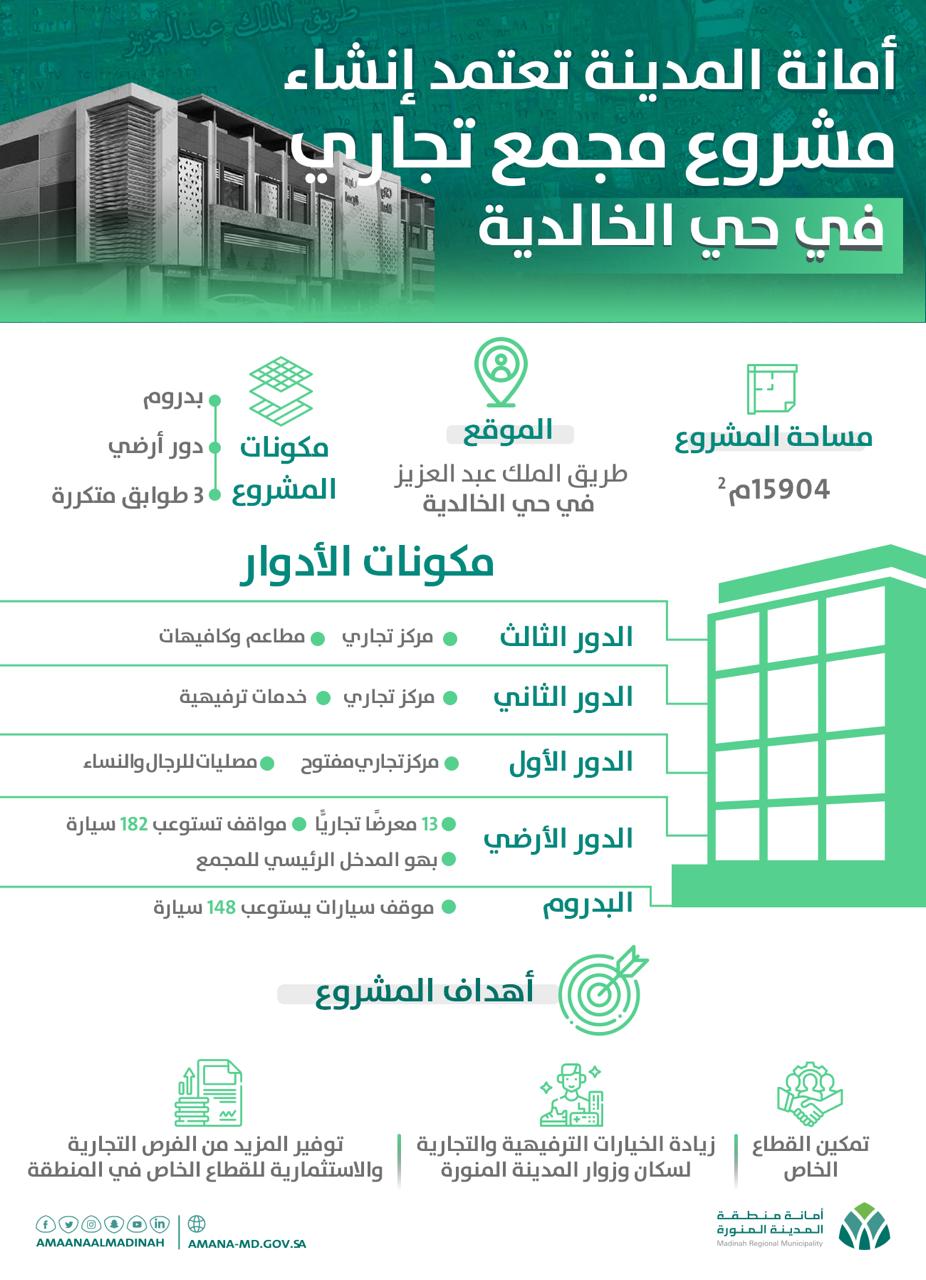 طريق الملك عبدالعزيز
أمانة المدينة تعتمد إنشاء
مشروع مجمع تجاري
في حي الخالدية
مساحة المشروع
15904م2
الموقع
طريق الملك عبد العزيز
في حي الخالدية
مكونات
المشروع
بدروم
دور أرضي
3 طوابق متكررة
مكونات الأدوار
الدور الثالث
مركز تجاري
مطاعم وكافيهات
الدور الثاني
مركز تجاري
خدمات ترفيهية
الدور الأول
مركز تجاري مفتوح
مصليات للرجال والنساء
الدور الأرضي
13 معرضًا تجاريًّا
مواقف تستوعب 182 سيارة
بهو المدخل الرئيسي للمجمع
البدروم
موقف سيارات يستوعب 148 سيارة
أهداف المشروع
تمكين القطاع
الخاص
زيادة الخيارات الترفيهية والتجارية
لسكان وزوار المدينة المنورة
توفير المزيد من الفرص التجارية
والاستثمارية للقطاع الخاص في المنطقة
أمانة منطقة
المدينة المنورة
Madinah Regional Municipality
AMAANAALMADINAH
AMANA-MD.GOV.SA